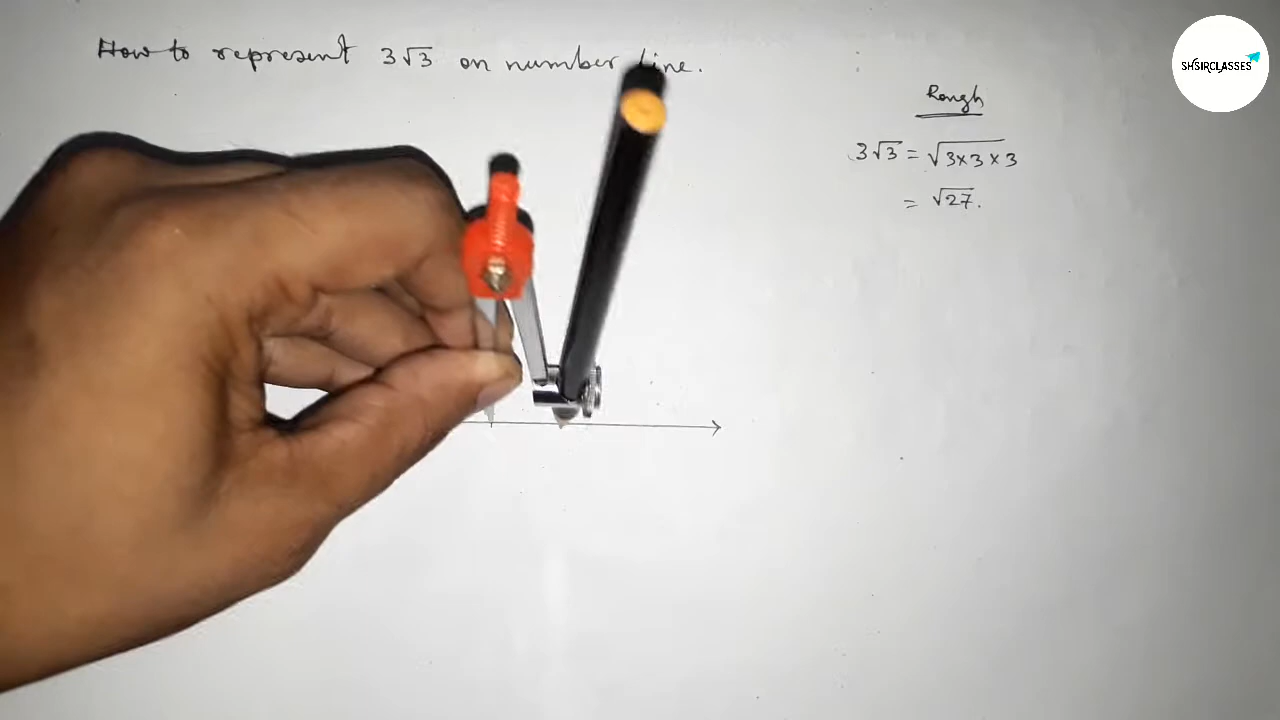 How to represent 3√3 on number line.
SHSIRCLASSES
Rough
3√3 = √3×3×3
= √27.